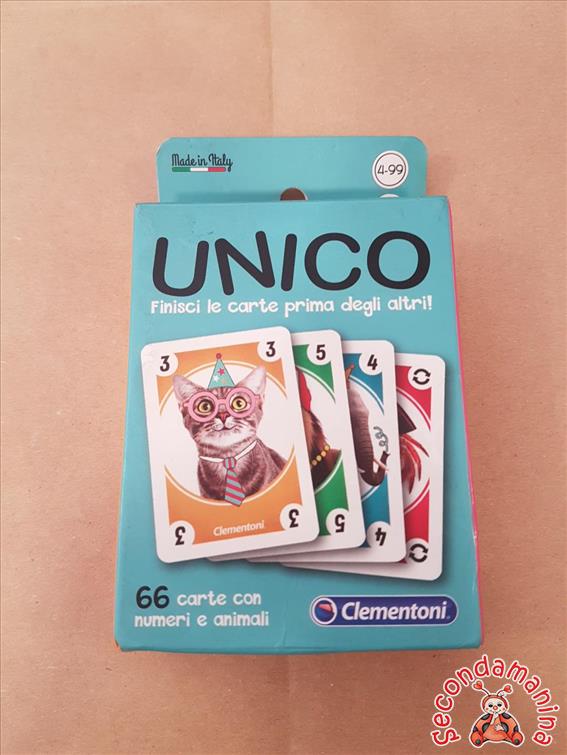 Made in Italy
4-99
UNICO
Finisci le carte prima degli altri!
3 3
5
4
Clementoni
3 3
5
4
66 carte con
numeri e animali
Clementoni
Secondamanina